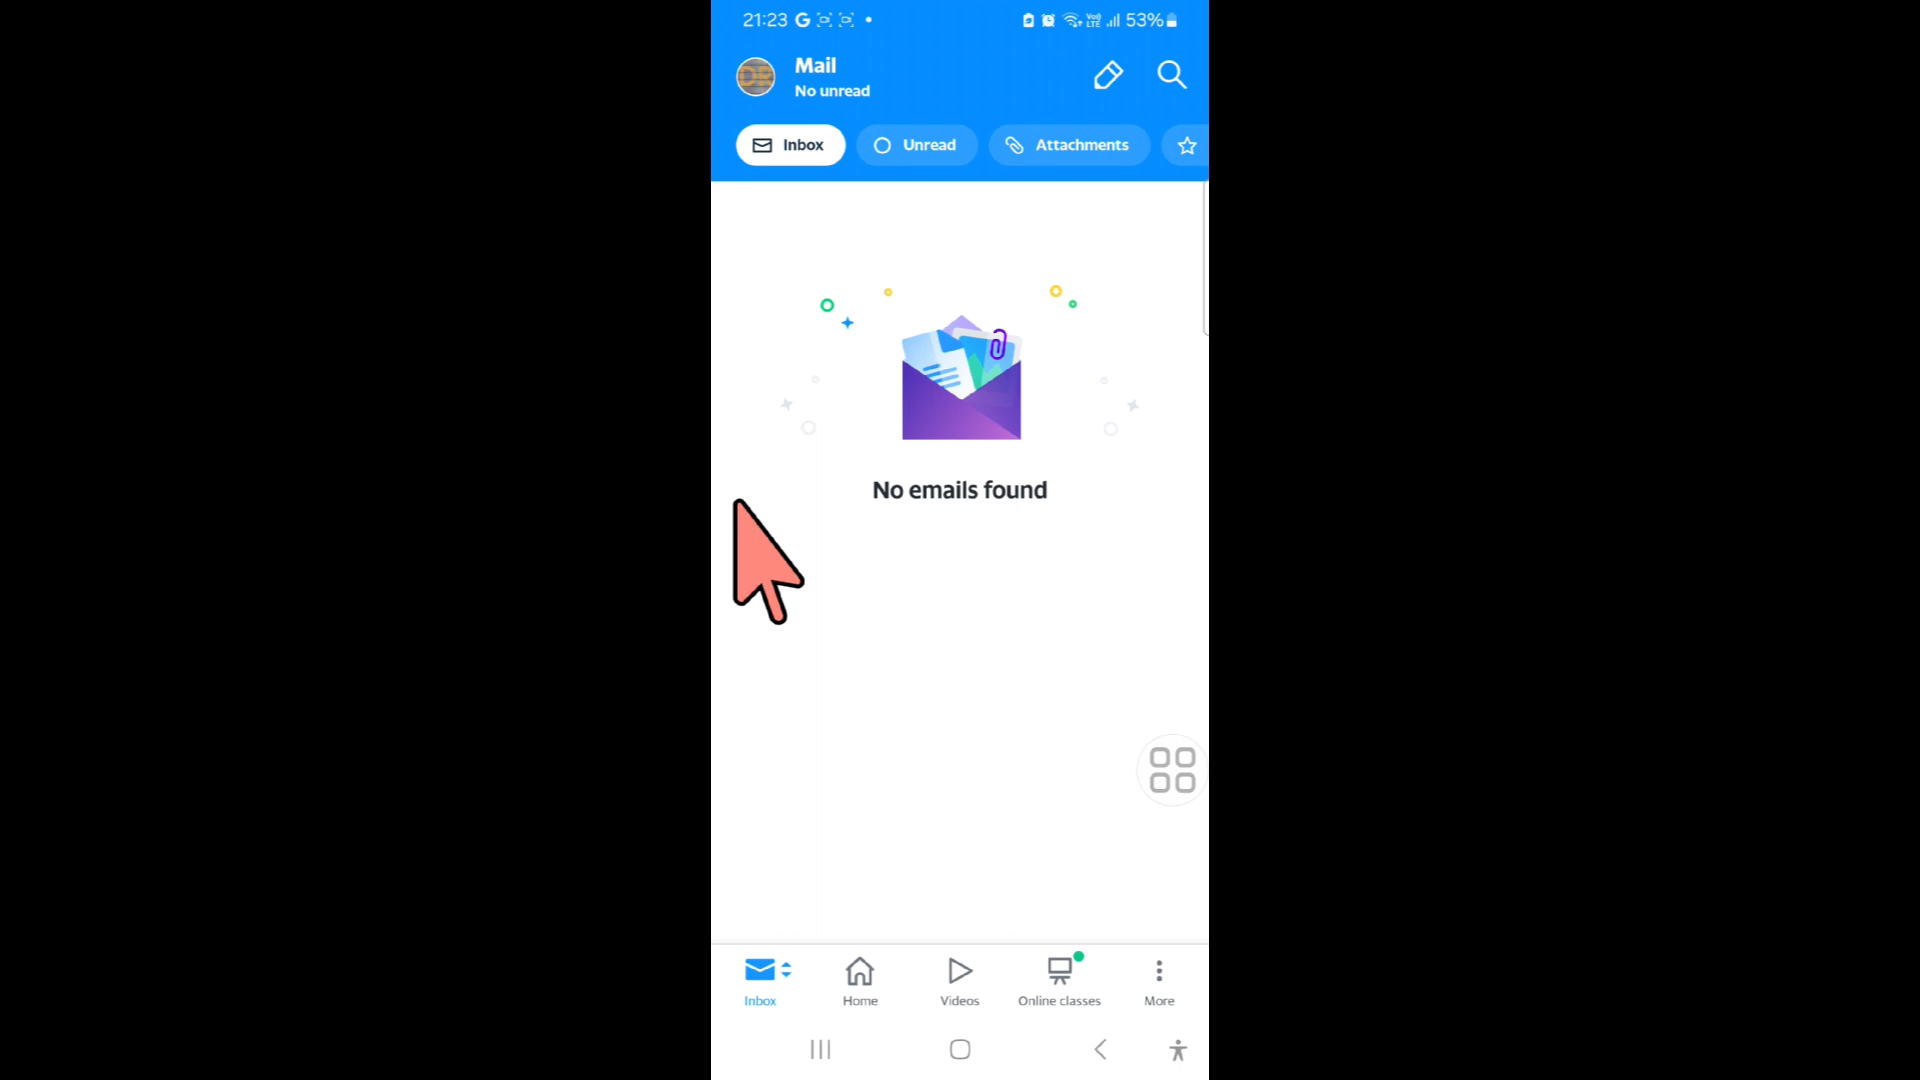 21:23 G 53%
Mail
No unread
Inbox Unread Attachments
No emails found
Inbox Home Videos Online classes More